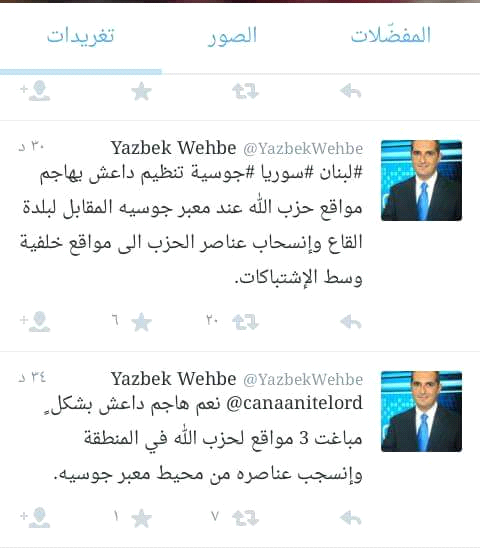 المفضّلات الصور تغريدات
Yazbek Wehbe @YazbekWehbe ٣٠ د
#لبنان #سوريا #جوسية تنظيم داعش يهاجم
مواقع حزب الله عند معبر جوسيه المقابل لبلدة
القاع وإنسحاب عناصر الحزب الى مواقع خلفية
وسط الإشتباكات.
٢٠ ٦
Yazbek Wehbe @YazbekWehbe ٣٤ د
@canaanitelord نعم هاجم داعش بشكلٍ
مباغت 3 مواقع لحزب الله في المنطقة
وإنسجب عناصره من محيط معبر جوسيه.
٧ ١